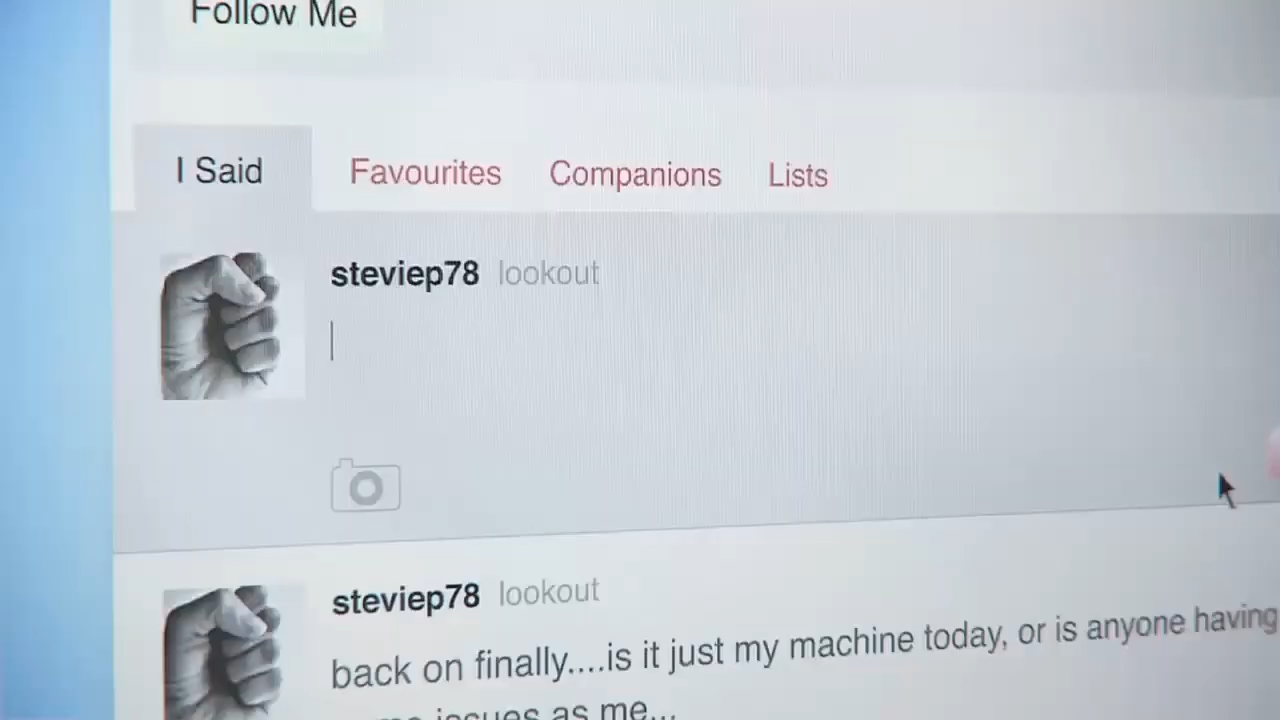 Follow Me
I Said Favourites Companions Lists
steviep78 lookout
steviep78 lookout
back on finally....is it just my machine today, or is anyone having
issues as me...